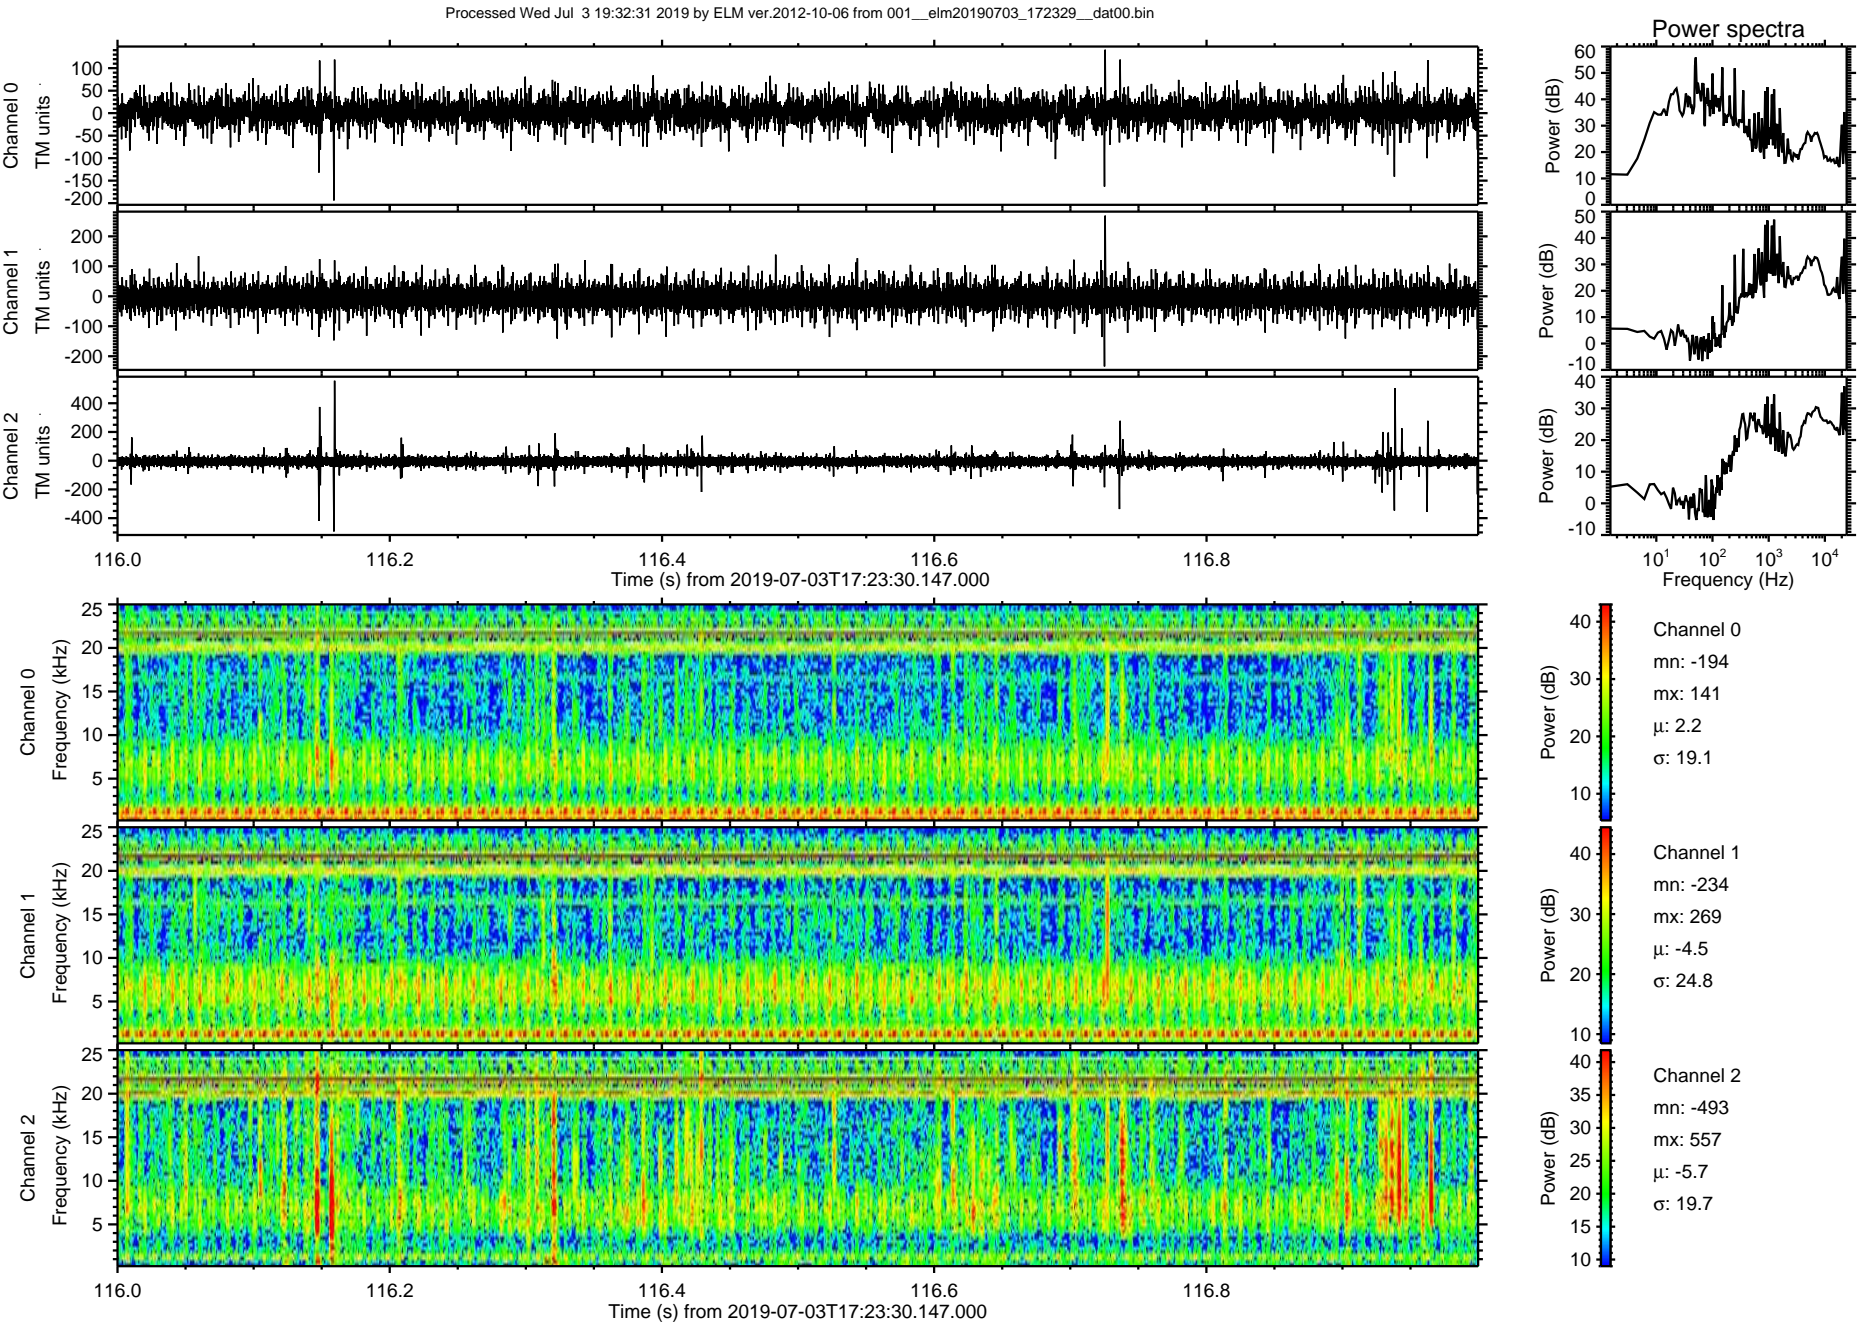 Processed Wed Jul  3 19:32:31 2019 by ELM ver.2012-10-06 from 001__elm20190703_172329__dat00.bin
Power spectra
Channel 0
TM units
100
50
0
-50
-100
-150
-200
Power (dB)
60
50
40
30
20
10
0
Channel 1
TM units
200
100
0
-100
-200
Power (dB)
50
40
30
20
10
0
-10
Channel 2
TM units
400
200
0
-200
-400
Power (dB)
40
30
20
10
0
-10
116.0 116.2 116.4 116.6 116.8
Time (s) from 2019-07-03T17:23:30.147.000
10¹ 10² 10³ 10⁴
Frequency (Hz)
Channel 0
Frequency (kHz)
25
20
15
10
5
Power (dB)
40
30
20
10
Channel 0
mn: -194
mx: 141
μ: 2.2
σ: 19.1
Channel 1
Frequency (kHz)
25
20
15
10
5
Power (dB)
40
30
20
10
Channel 1
mn: -234
mx: 269
μ: -4.5
σ: 24.8
Channel 2
Frequency (kHz)
25
20
15
10
5
Power (dB)
40
35
30
25
20
15
10
Channel 2
mn: -493
mx: 557
μ: -5.7
σ: 19.7
116.0 116.2 116.4 116.6 116.8
Time (s) from 2019-07-03T17:23:30.147.000